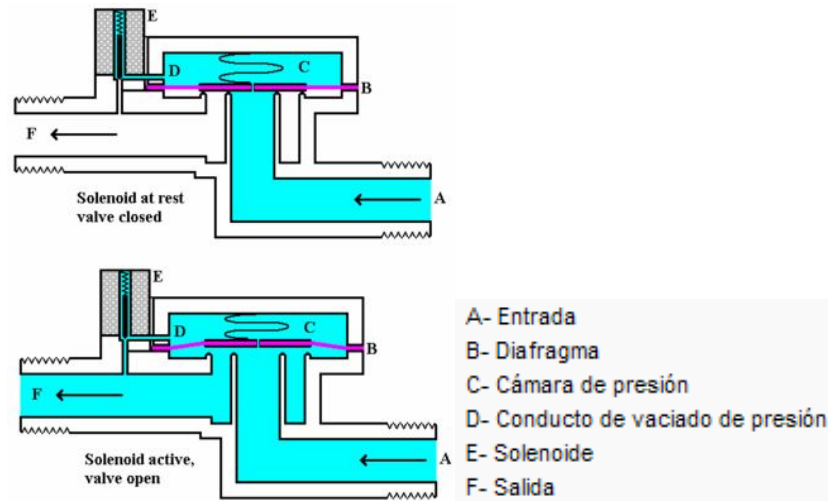 E
D
C
B
F
Solenoid at rest
valve closed
A
E
D
C
B
F
Solenoid active,
valve open
A
A- Entrada
B- Diafragma
C- Cámara de presión
D- Conducto de vaciado de presión
E- Solenoide
F- Salida